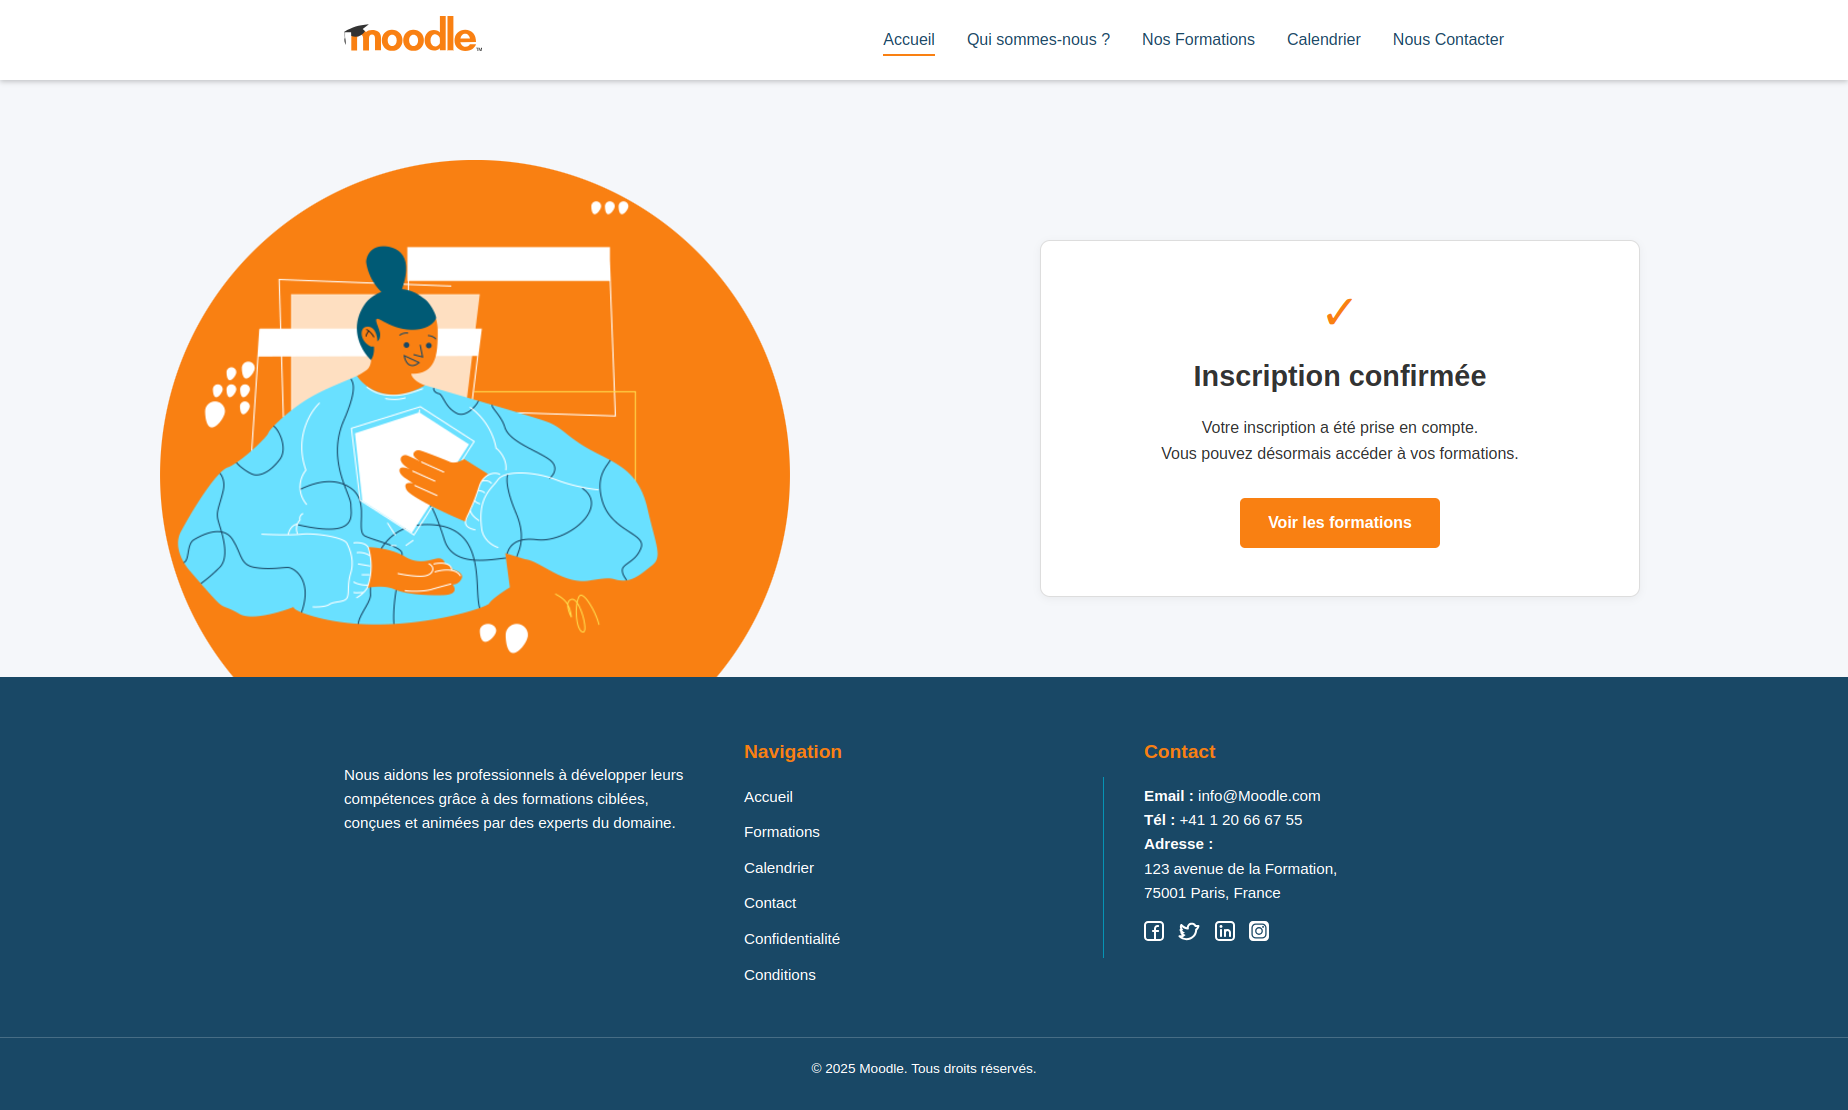 moodle™
Accueil
Qui sommes-nous ?
Nos Formations
Calendrier
Nous Contacter
✓
Inscription confirmée
Votre inscription a été prise en compte.
Vous pouvez désormais accéder à vos formations.
Voir les formations
Nous aidons les professionnels à développer leurs
compétences grâce à des formations ciblées,
conçues et animées par des experts du domaine.
Navigation
Accueil
Formations
Calendrier
Contact
Confidentialité
Conditions
Contact
Email : info@Moodle.com
Tél : +41 1 20 66 67 55
Adresse :
123 avenue de la Formation,
75001 Paris, France
© 2025 Moodle. Tous droits réservés.